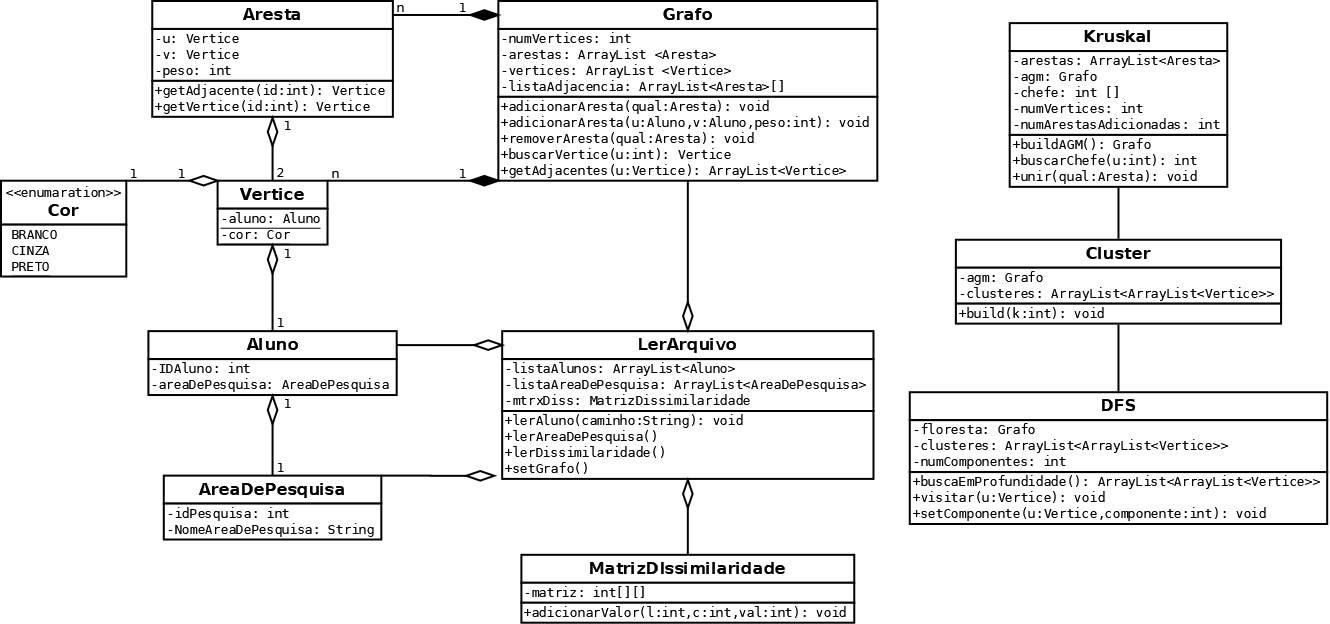 Aresta
-u: Vertice
-v: Vertice
-peso: int
+getAdjacente(id:int): Vertice
+getVertice(id:int): Vertice
n
1
Grafo
-numVertices: int
-arestas: ArrayList <Aresta>
-vertices: ArrayList <Vertice>
-listaAdjacencia: ArrayList<Aresta>[]
+adicionarAresta(qual:Aresta): void
+adicionarAresta(u:Aluno,v:Aluno,peso:int): void
+removerAresta(qual:Aresta): void
+buscarVertice(u:int): Vertice
+getAdjacentes(u:Vertice): ArrayList<Vertice>
1
2
1
1
n
1
<<enumaration>>
Cor
BRANCO
CINZA
PRETO
Vertice
-aluno: Aluno
-cor: Cor
1
1
Aluno
-IDAluno: int
-areaDePesquisa: AreaDePesquisa
1
1
AreaDePesquisa
-idPesquisa: int
-NomeAreaDePesquisa: String
LerArquivo
-listaAlunos: ArrayList<Aluno>
-listaAreaDePesquisa: ArrayList<AreaDePesquisa>
-mtrxDiss: MatrizDissimilaridade
+lerAluno(caminho:String): void
+lerAreaDePesquisa()
+lerDissimilaridade()
+setGrafo()
MatrizDIssimilaridade
-matriz: int[][]
+adicionarValor(l:int,c:int,val:int): void
Kruskal
-arestas: ArrayList<Aresta>
-agm: Grafo
-chefe: int []
-numVertices: int
-numArestasAdicionadas: int
+buildAGM(): Grafo
+buscarChefe(u:int): int
+unir(qual:Aresta): void
Cluster
-agm: Grafo
-clusteres: ArrayList<ArrayList<Vertice>>
+build(k:int): void
DFS
-floresta: Grafo
-clusteres: ArrayList<ArrayList<Vertice>>
-numComponentes: int
+buscaEmProfundidade(): ArrayList<ArrayList<Vertice>>
+visitar(u:Vertice): void
+setComponente(u:Vertice,componente:int): void